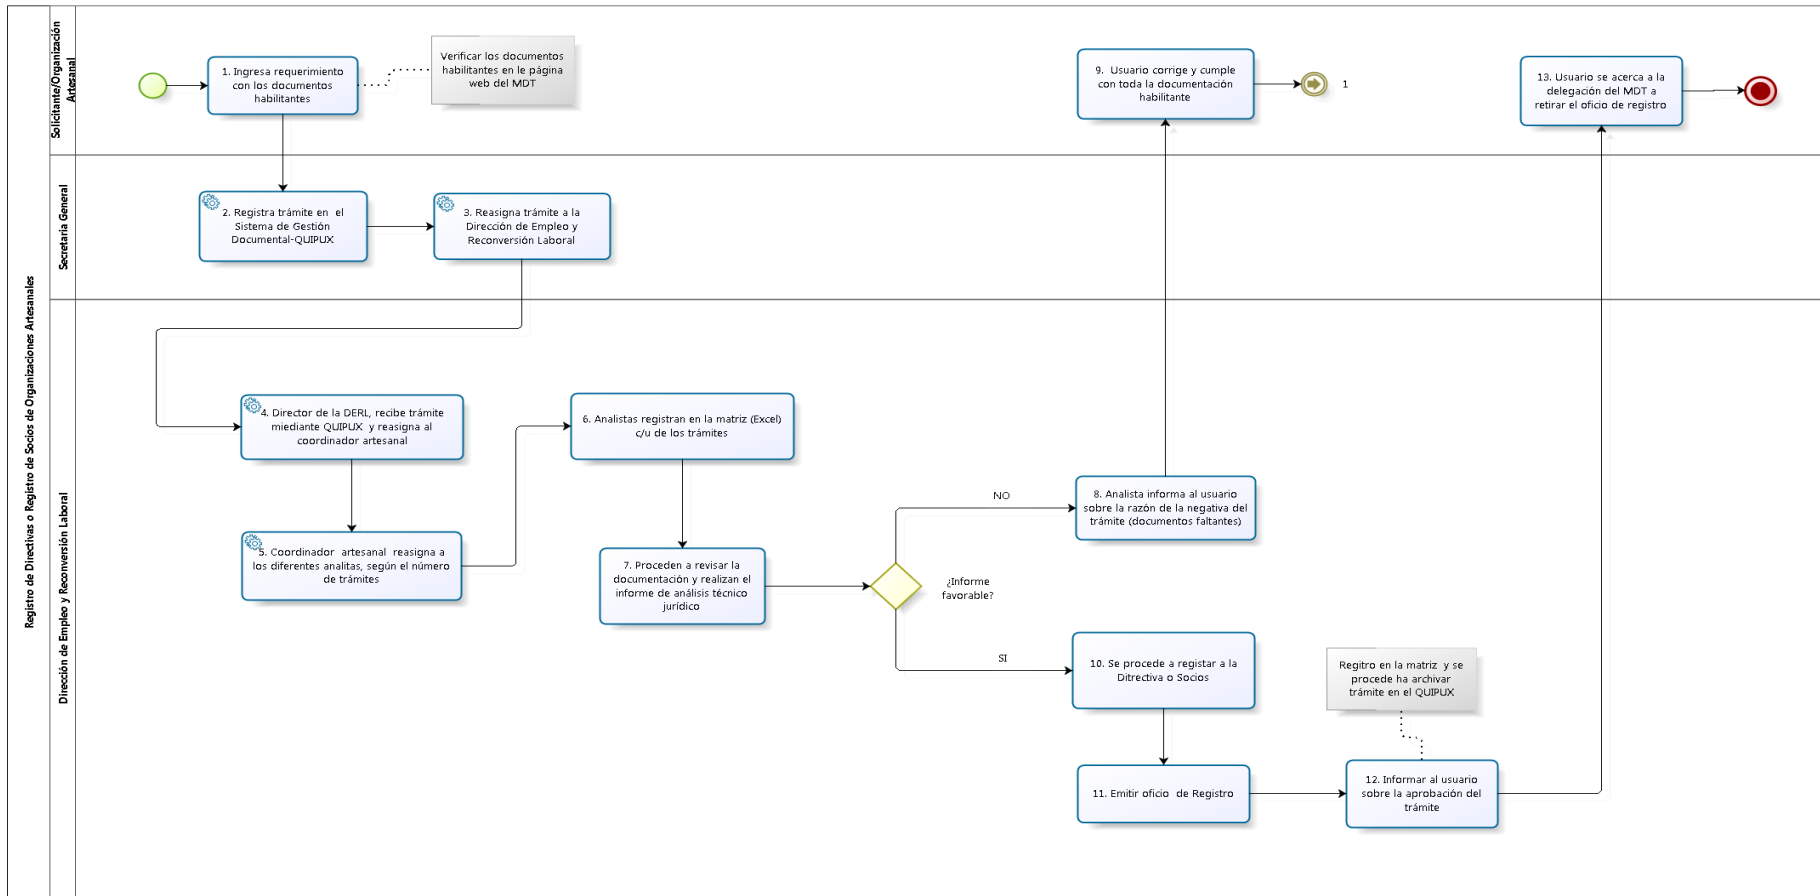 Registro de Directivas o Registro de Socios de Organizaciones Artesanales
Solicitante/Organización
Artesanal
1. Ingresa requerimiento
con los documentos
habilitantes
Verificar los documentos
habilitantes en le página
web del MDT
9.  Usuario corrige y cumple
con toda la documentación
habilitante
1
13. Usuario se acerca a la
delegación del MDT a
retirar el oficio de registro
Secretaria General
2. Registra trámite en  el
Sistema de Gestión
Documental-QUIPUX
3. Reasigna trámite a la
Dirección de Empleo y
Reconversión Laboral
Dirección de Empleo y Reconversión Laboral
4. Director de la DERL, recibe trámite
mediante QUIPUX  y reasigna al
coordinador artesanal
5. Coordinador  artesanal  reasigna a
los diferentes analitas, según el número
de trámites
6. Analistas registran en la matriz (Excel)
c/u de los trámites
7. Proceden a revisar la
documentación y realizan el
informe de análisis técnico
jurídico
¿Informe
favorable?
NO
8. Analista informa al usuario
sobre la razón de la negativa del
trámite (documentos faltantes)
SI
10. Se procede a registar a la
Ditrectiva o Socios
11. Emitir oficio  de Registro
Regitro en la matriz  y se
procede ha archivar
trámite en el QUIPUX
12. Informar al usuario
sobre la aprobación del
trámite